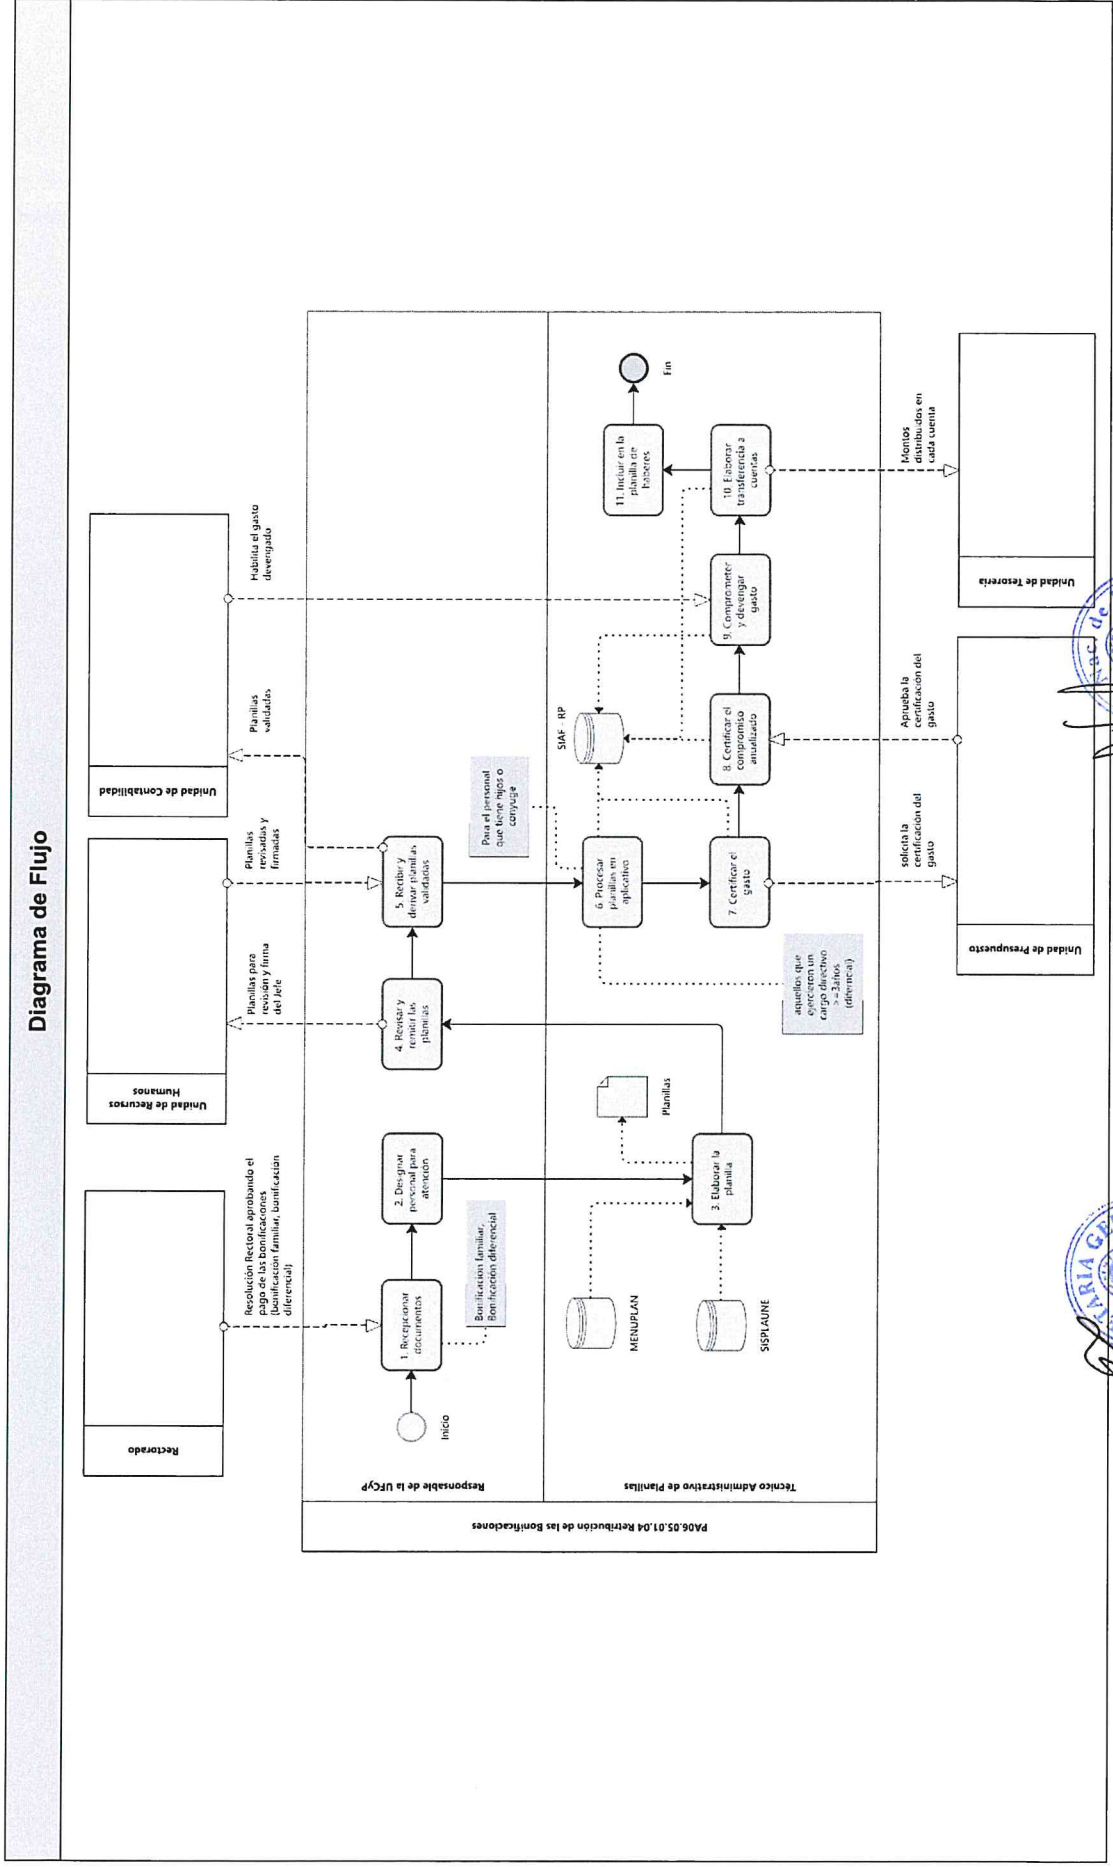 Diagrama de Flujo
Rectorado
Unidad de Recursos
Humanos
Unidad de Contabilidad
Resolución Rectoral aprobando el
pago de las bonificaciones
(bonificación familiar, bonificación
diferencial)
Planillas para
revisión y firma
del Jefe
Planillas
revisadas y
firmadas
Planillas
validadas
Habilita el gasto
devengado
PA06.05.01.04 Retribución de las Bonificaciones
Responsable de la UFCyP
Inicio
1. Recepcionar
documentos
2. Designar
personal para
atención
4. Revisar y
remitir las
planillas
5. Recibir y
derivar planillas
validadas
Bonificación familiar,
Bonificación diferencial
Para el personal
que tiene hijos o
conyuge
Técnico Administrativo de Planillas
MENUPLAN
SISPLAUNE
3. Elaborar la
planilla
Planillas
6. Procesar
planillas en
aplicativo
SIAF - RP
11. Incluir en la
planilla de
haberes
Fin
7. Certificar el
gasto
8. Certificar el
compromiso
anualizado
9. Comprometer
y devengar
gasto
10. Elaborar
transferencia a
cuentas
aquellos que
ejercieron un
cargo directivo
>=3años
(diferncial)
solicita la
certificación del
gasto
Aprueba la
certificación del
gasto
Montos
distribuidos en
cada cuenta
Unidad de Presupuesto
Unidad de Tesorería
TARIA GE
ac. de